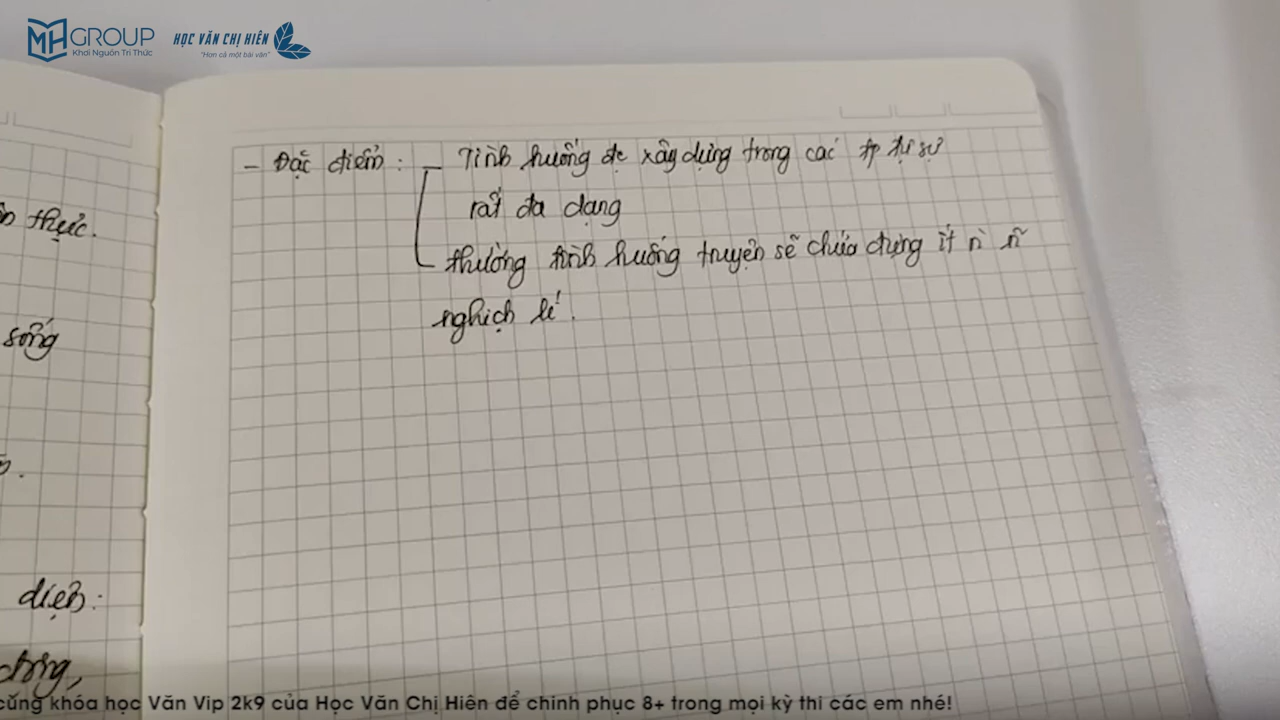 MH GROUP
Khơi Nguồn Tri Thức
HỌC VĂN CHỊ HIÊN
"Hơn cả một bài văn"
- Đặc điểm: - Tình huống đc xây dựng trong các tp tự sự
rất đa dạng
thường tình huống truyện sẽ chứa đựng ít n` n~
nghịch lí.
thực.
sống
diện:
chóng,
cùng khóa học Văn Vip 2k9 của Học Văn Chị Hiên để chinh phục 8+ trong mọi kỳ thi các em nhé!